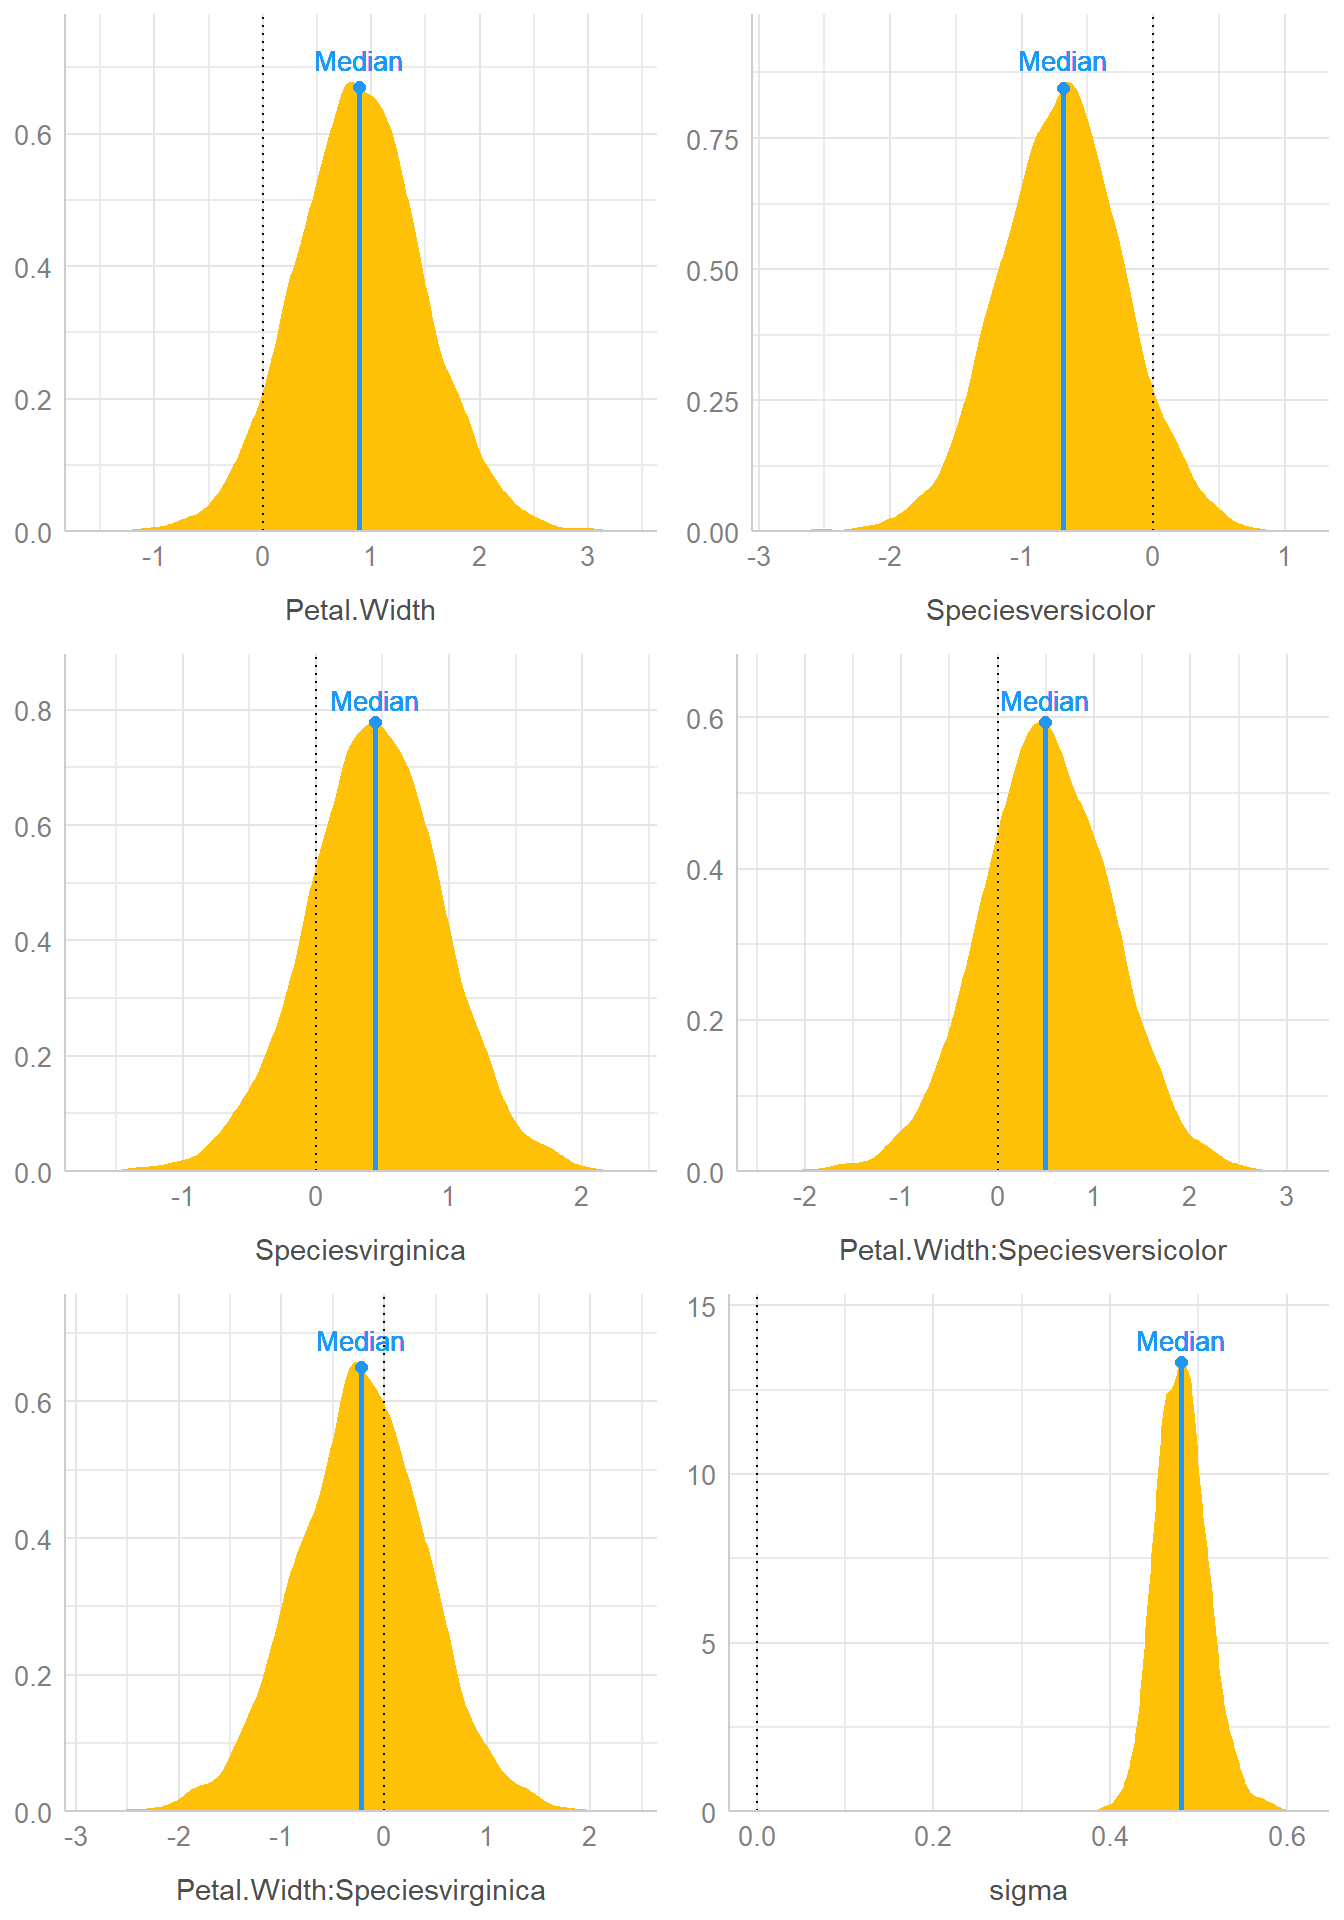 Median
0.6
0.4
0.2
0.0
-1 0 1 2 3
Petal.Width
Median
0.75
0.50
0.25
0.00
-3 -2 -1 0 1
Speciesversicolor
Median
0.8
0.6
0.4
0.2
0.0
-1 0 1 2
Speciesvirginica
Median
0.6
0.4
0.2
0.0
-2 -1 0 1 2 3
Petal.Width:Speciesversicolor
Median
0.6
0.4
0.2
0.0
-3 -2 -1 0 1 2
Petal.Width:Speciesvirginica
15
Median
10
5
0
0.0 0.2 0.4 0.6
sigma